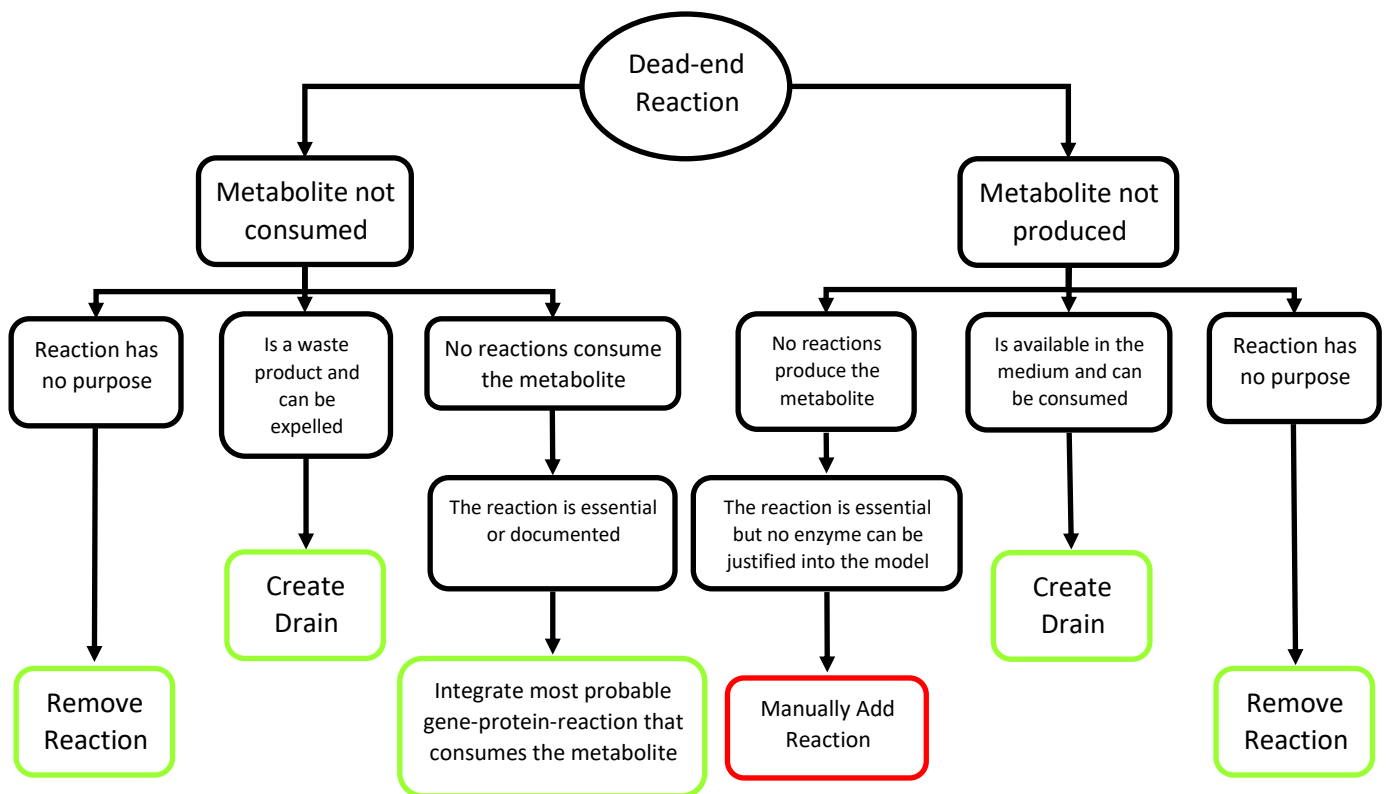 Dead-end
Reaction
Metabolite not
consumed
Metabolite not
produced
Reaction has
no purpose
Is a waste
product and
can be
expelled
No reactions consume
the metabolite
No reactions
produce the
metabolite
Is available in the
medium and can
be consumed
Reaction has
no purpose
The reaction is essential
or documented
The reaction is essential
but no enzyme can be
justified into the model
Create
Drain
Create
Drain
Remove
Reaction
Integrate most probable
gene-protein-reaction that
consumes the metabolite
Manually Add
Reaction
Remove
Reaction